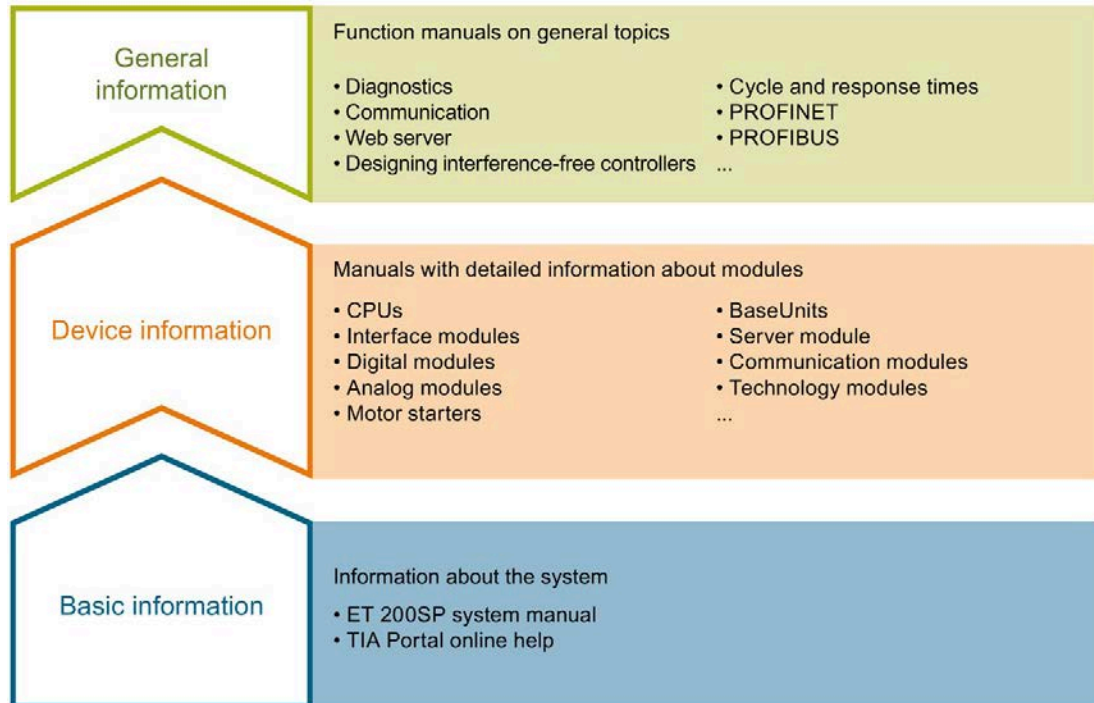 General
information
Function manuals on general topics
• Diagnostics
• Communication
• Web server
• Designing interference-free controllers
• Cycle and response times
• PROFINET
• PROFIBUS
...
Device information
Manuals with detailed information about modules
• CPUs
• Interface modules
• Digital modules
• Analog modules
• Motor starters
• BaseUnits
• Server module
• Communication modules
• Technology modules
...
Basic information
Information about the system
• ET 200SP system manual
• TIA Portal online help